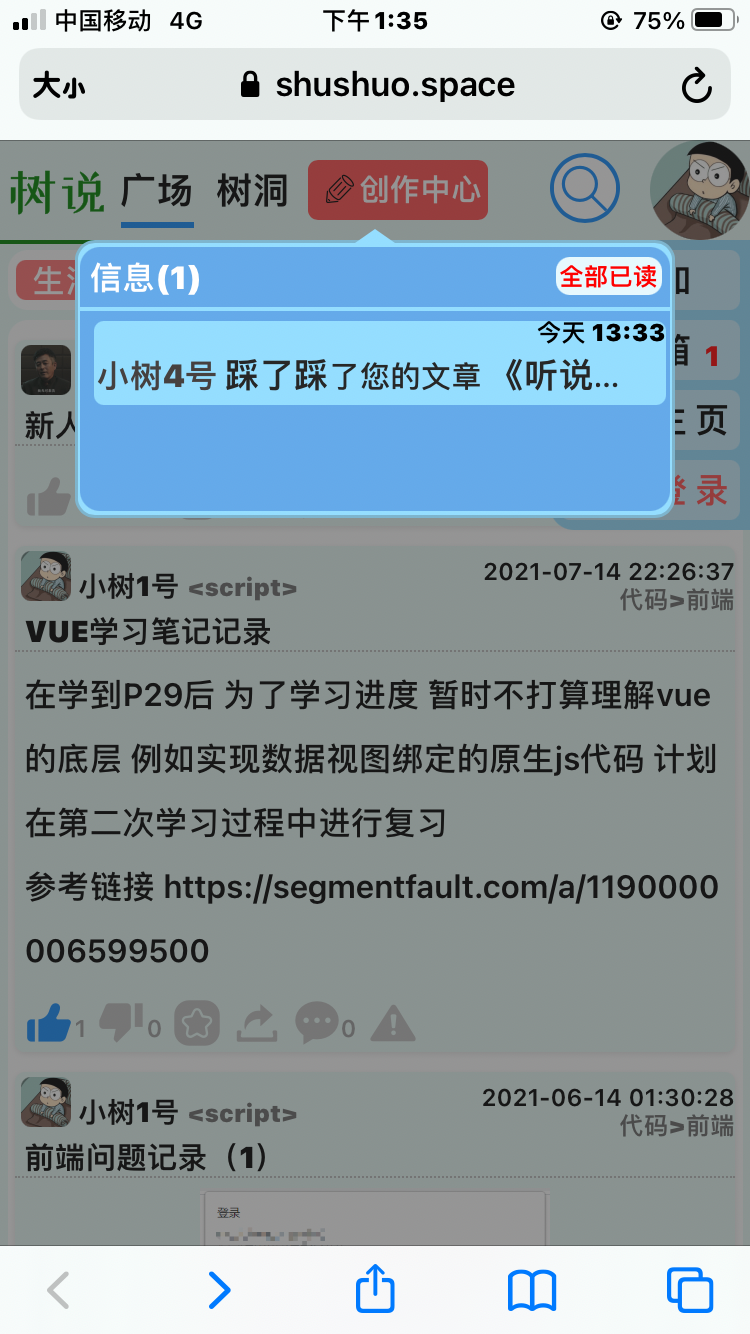 中国移动 4G 下午1:35 75%
大小 shushuo.space
树说 广场 树洞 创作中心
信息(1) 全部已读
今天 13:33
小树4号 踩了踩了您的文章 《听说...
箱 1
新人
主 页
登 录
小树1号 <script> 2021-07-14 22:26:37
代码>前端
VUE学习笔记记录
在学到P29后 为了学习进度 暂时不打算理解vue
的底层 例如实现数据视图绑定的原生js代码 计划
在第二次学习过程中进行复习
参考链接 https://segmentfault.com/a/1190000
006599500
1 0 0
小树1号 <script> 2021-06-14 01:30:28
代码>前端
前端问题记录（1）
登录